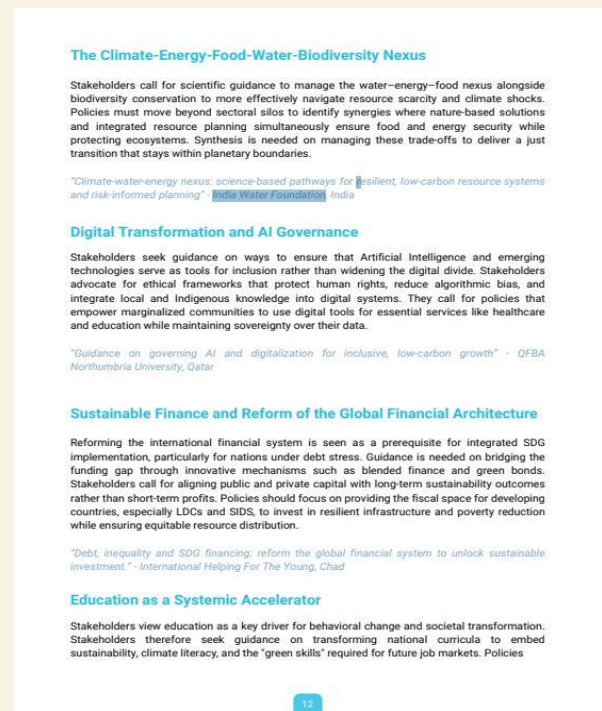 The Climate-Energy-Food-Water-Biodiversity Nexus
Stakeholders call for scientific guidance to manage the water–energy–food nexus alongside
biodiversity conservation to more effectively navigate resource scarcity and climate shocks.
Policies must move beyond sectoral silos to identify synergies where nature-based solutions
and integrated resource planning simultaneously ensure food and energy security while
protecting ecosystems. Synthesis is needed on managing these trade-offs to deliver a just
transition that stays within planetary boundaries.
"Climate-water-energy nexus: science-based pathways for resilient, low-carbon resource systems
and risk-informed planning" - India Water Foundation, India
Digital Transformation and AI Governance
Stakeholders seek guidance on ways to ensure that Artificial Intelligence and emerging
technologies serve as tools for inclusion rather than widening the digital divide. Stakeholders
advocate for ethical frameworks that protect human rights, reduce algorithmic bias, and
integrate local and Indigenous knowledge into digital systems. They call for policies that
empower marginalized communities to use digital tools for essential services like healthcare
and education while maintaining sovereignty over their data.
"Guidance on governing AI and digitalization for inclusive, low-carbon growth" - QFBA
Northumbria University, Qatar
Sustainable Finance and Reform of the Global Financial Architecture
Reforming the international financial system is seen as a prerequisite for integrated SDG
implementation, particularly for nations under debt stress. Guidance is needed on bridging the
funding gap through innovative mechanisms such as blended finance and green bonds.
Stakeholders call for aligning public and private capital with long-term sustainability outcomes
rather than short-term profits. Policies should focus on providing the fiscal space for developing
countries, especially LDCs and SIDS, to invest in resilient infrastructure and poverty reduction
while ensuring equitable resource distribution.
"Debt, inequality and SDG financing: reform the global financial system to unlock sustainable
investment." - International Helping For The Young, Chad
Education as a Systemic Accelerator
Stakeholders view education as a key driver for behavioral change and societal transformation.
Stakeholders therefore seek guidance on transforming national curricula to embed
sustainability, climate literacy, and the "green skills" required for future job markets. Policies
12